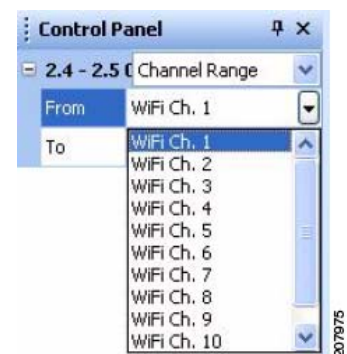 Control Panel
2.4 - 2.5 Channel Range
From WiFi Ch. 1
To
WiFi Ch. 1
WiFi Ch. 2
WiFi Ch. 3
WiFi Ch. 4
WiFi Ch. 5
WiFi Ch. 6
WiFi Ch. 7
WiFi Ch. 8
WiFi Ch. 9
WiFi Ch. 10
207975